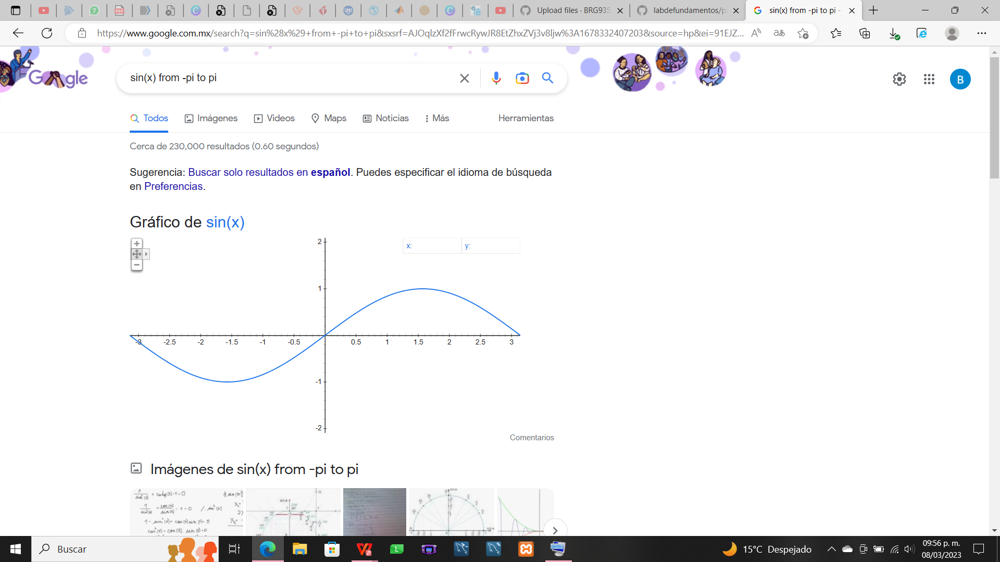 Upload files · BRG935
labdefundamentos/p
sin(x) from -pi to pi -
https://www.google.com.mx/search?q=sin%28x%29+from+-pi+to+pi&sxsrf=AJOqlzXf2fFrwcRywJR8EtZhxZVj3v8ljw%3A1678332407203&source=hp&ei=91EJZ...
Google
sin(x) from -pi to pi
B
Todos
Imágenes
Videos
Maps
Noticias
Más
Herramientas
Cerca de 230,000 resultados (0.60 segundos)
Sugerencia: Buscar solo resultados en español. Puedes especificar el idioma de búsqueda
en Preferencias.
Gráfico de sin(x)
x:
y:
2
1
-3 -2.5 -2 -1.5 -1 -0.5 0.5 1 1.5 2 2.5 3
-1
-2
Comentarios
Imágenes de sin(x) from -pi to pi
Buscar
15°C Despejado
09:56 p. m.
08/03/2023